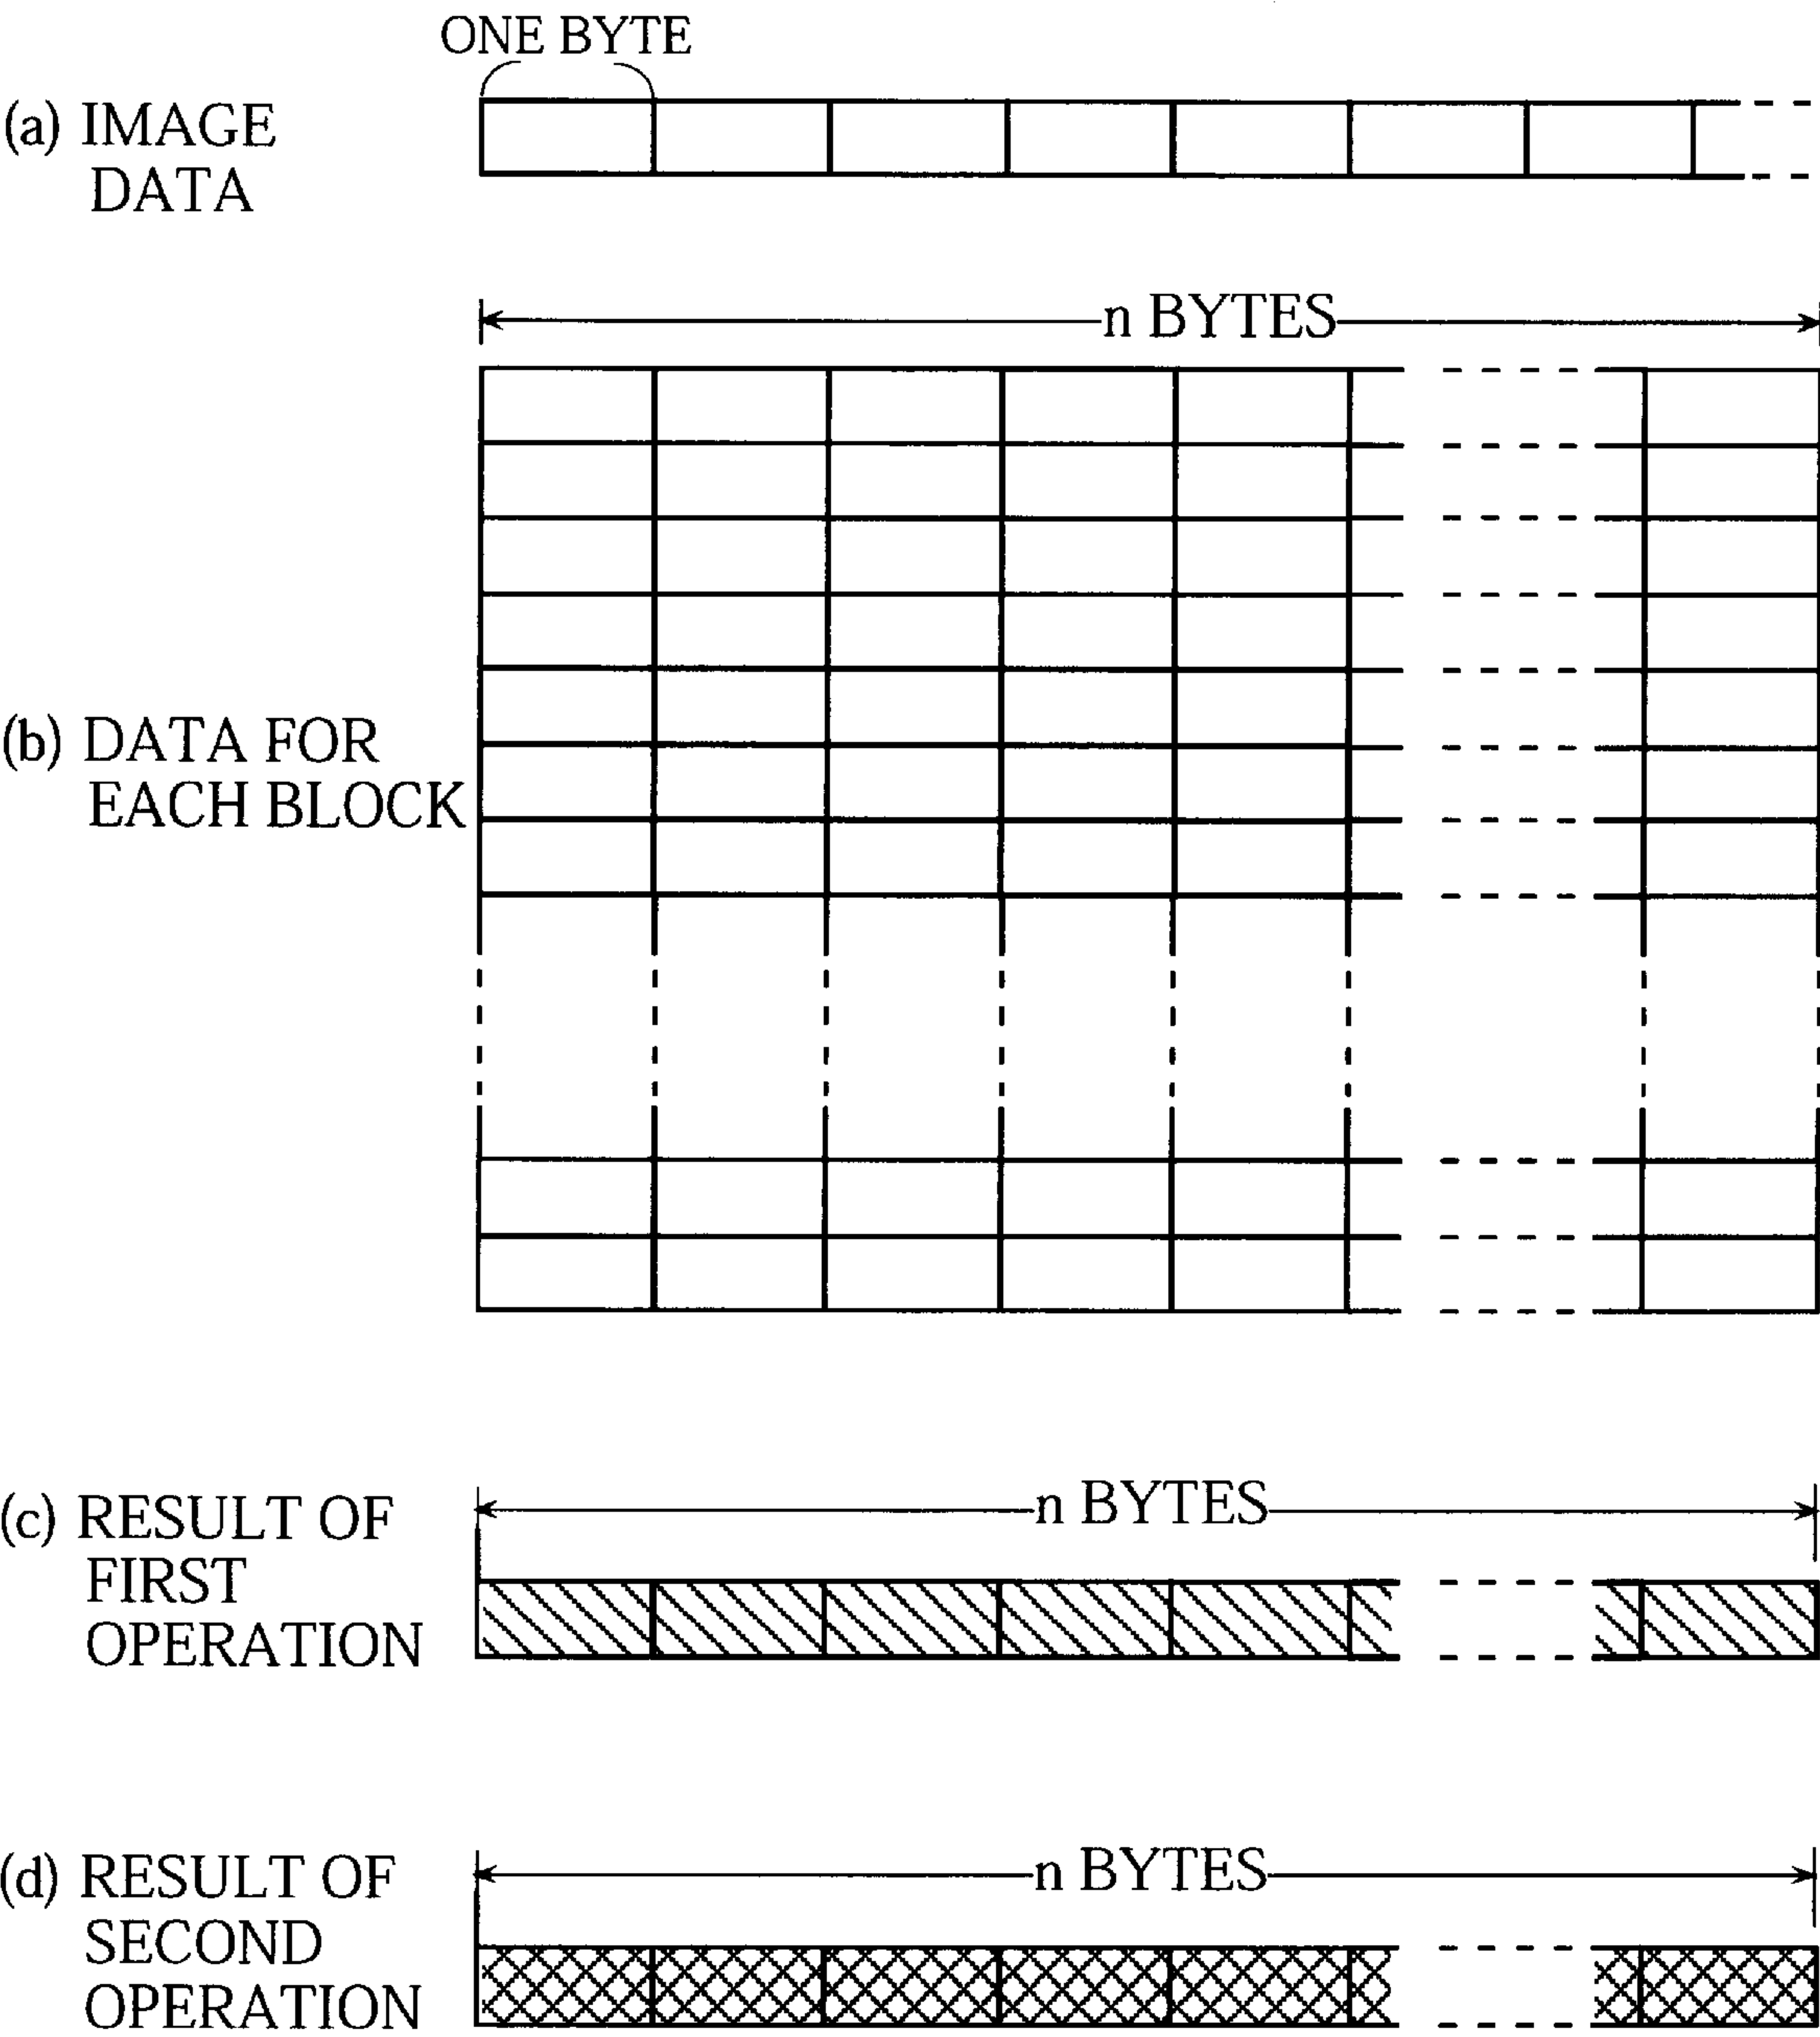 ONE BYTE
(a) IMAGE
DATA
n BYTES
(b) DATA FOR
EACH BLOCK
n BYTES
(c) RESULT OF
FIRST
OPERATION
n BYTES
(d) RESULT OF
SECOND
OPERATION